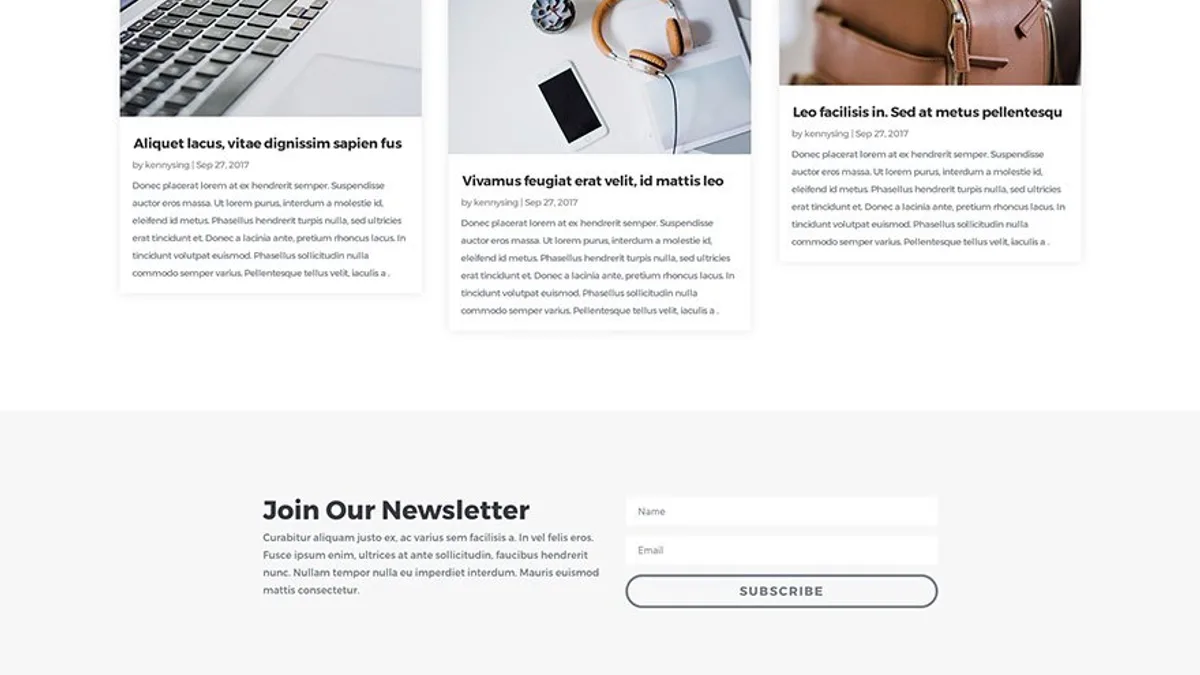 Aliquet lacus, vitae dignissim sapien fus
by kennysing | Sep 27, 2017
Donec placerat lorem at ex hendrerit semper. Suspendisse
auctor eros massa. Ut lorem purus, interdum a molestie id,
eleifend id metus. Phasellus hendrerit turpis nulla, sed ultricies
erat tincidunt et. Donec a lacinia ante, pretium rhoncus lacus. In
tincidunt volutpat euismod. Phasellus sollicitudin nulla
commodo semper varius. Pellentesque tellus velit, iaculis a .
Vivamus feugiat erat velit, id mattis leo
by kennysing | Sep 27, 2017
Donec placerat lorem at ex hendrerit semper. Suspendisse
auctor eros massa. Ut lorem purus, interdum a molestie id,
eleifend id metus. Phasellus hendrerit turpis nulla, sed ultricies
erat tincidunt et. Donec a lacinia ante, pretium rhoncus lacus. In
tincidunt volutpat euismod. Phasellus sollicitudin nulla
commodo semper varius. Pellentesque tellus velit, iaculis a .
Leo facilisis in. Sed at metus pellentesqu
by kennysing | Sep 27, 2017
Donec placerat lorem at ex hendrerit semper. Suspendisse
auctor eros massa. Ut lorem purus, interdum a molestie id,
eleifend id metus. Phasellus hendrerit turpis nulla, sed ultricies
erat tincidunt et. Donec a lacinia ante, pretium rhoncus lacus. In
tincidunt volutpat euismod. Phasellus sollicitudin nulla
commodo semper varius. Pellentesque tellus velit, iaculis a .
Join Our Newsletter
Curabitur aliquam justo ex, ac varius sem facilisis a. In vel felis eros.
Fusce ipsum enim, ultrices at ante sollicitudin, faucibus hendrerit
nunc. Nullam tempor nulla eu imperdiet interdum. Mauris euismod
mattis consectetur.
Name
Email
SUBSCRIBE